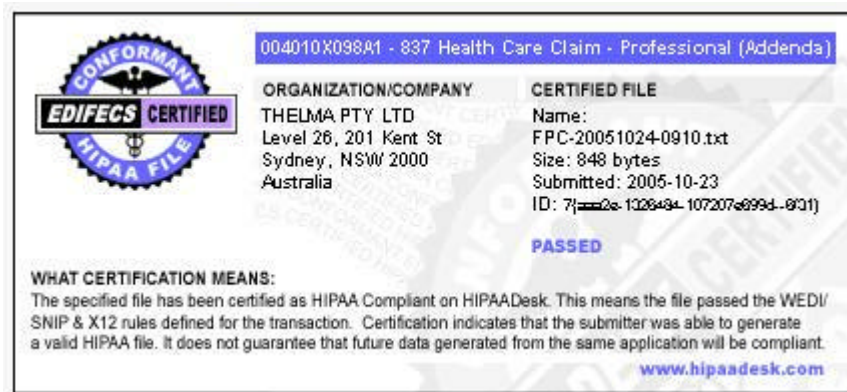 004010X098A1 - 837 Health Care Claim - Professional (Addenda)
CONFORMANT
EDIFECS CERTIFIED
HIPAA FILE
ORGANIZATION/COMPANY
THELMA PTY LTD
Level 26, 201 Kent St
Sydney, NSW 2000
Australia
CERTIFIED FILE
Name:
FPC-20051024-0910.txt
Size: 848 bytes
Submitted: 2005-10-23
ID:
PASSED
WHAT CERTIFICATION MEANS:
The specified file has been certified as HIPAA Compliant on HIPAADesk. This means the file passed the WEDI/
SNIP & X12 rules defined for the transaction. Certification indicates that the submitter was able to generate
a valid HIPAA file. It does not guarantee that future data generated from the same application will be compliant.
www.hipaadesk.com